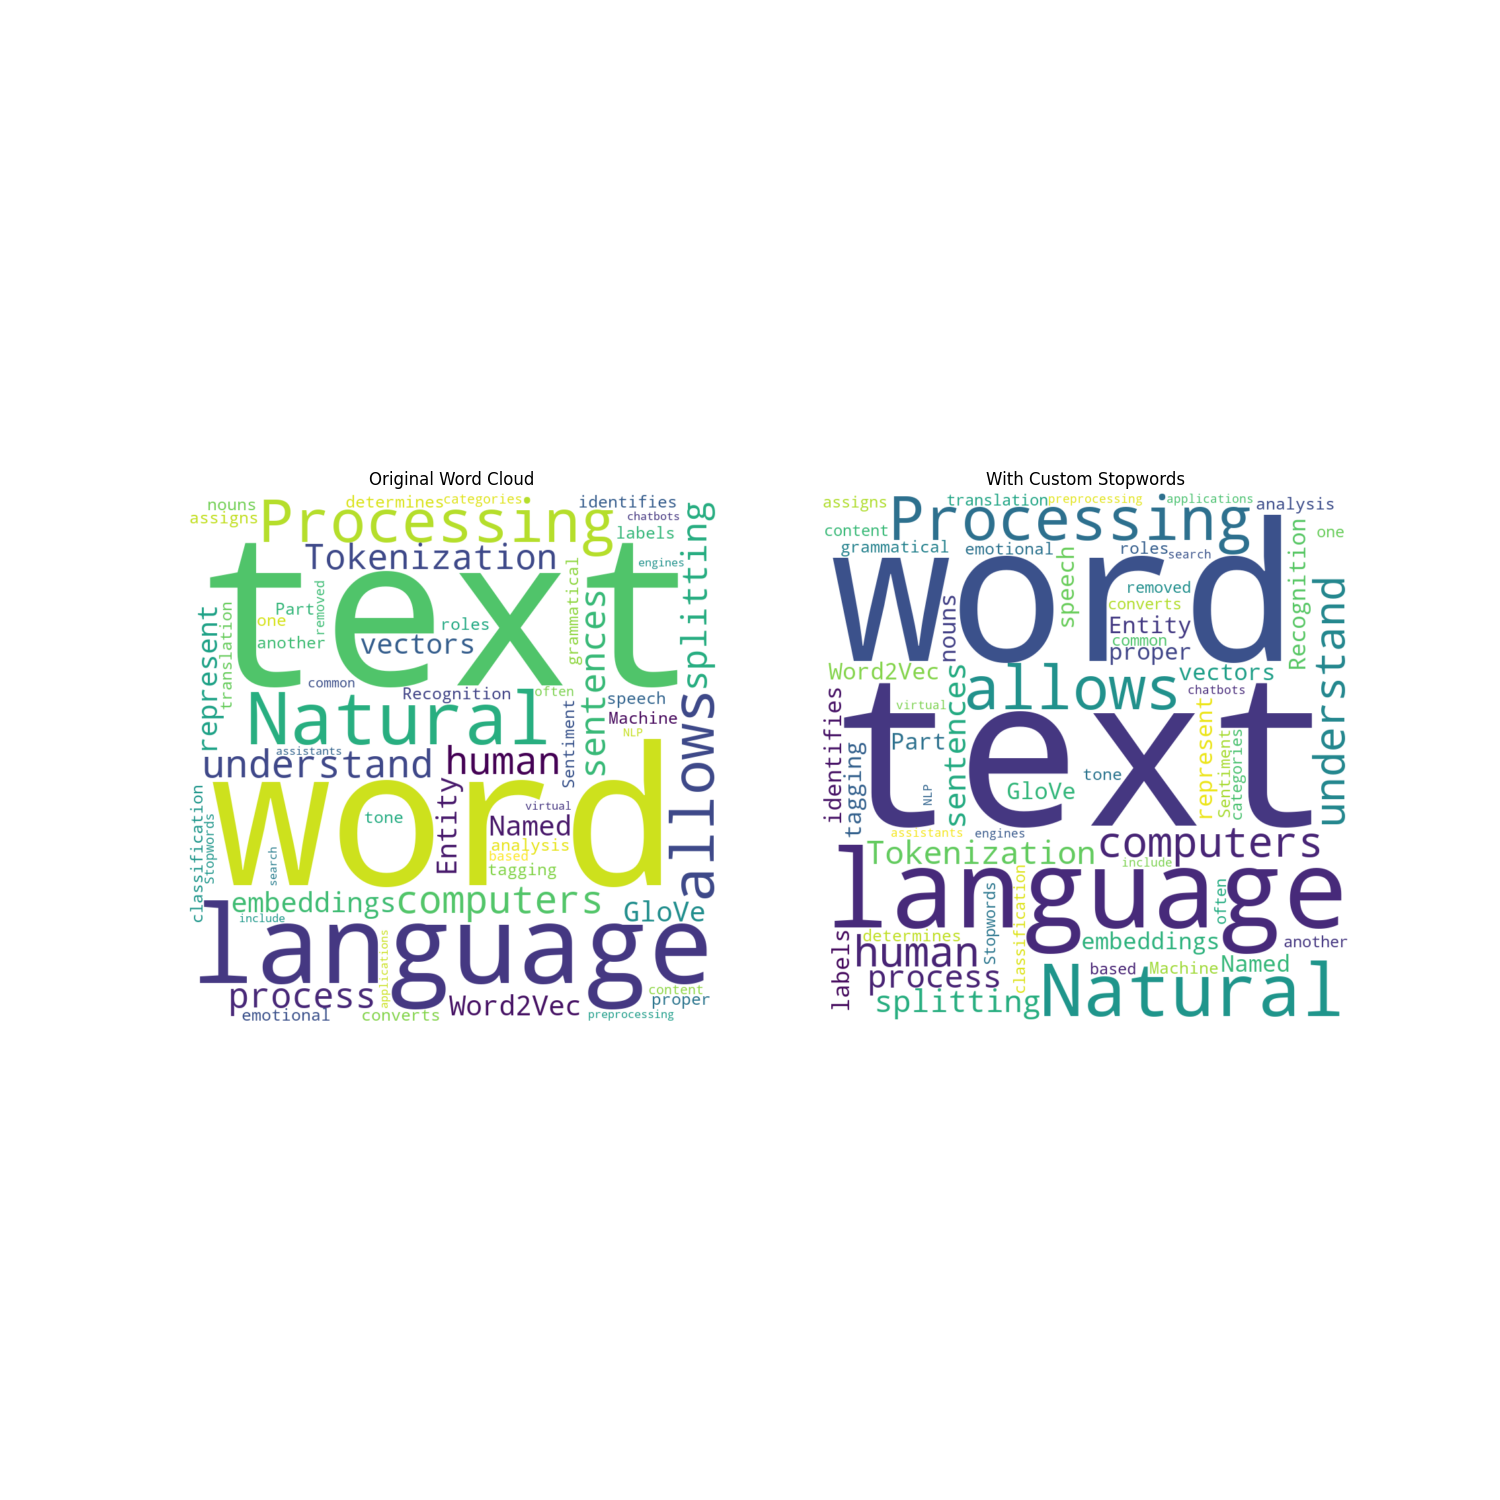 Original Word Cloud
nouns
assigns
Processing
determines
categories
identifies
chatbots
labels
engines
splitting
Tokenization
text
grammatical
sentences
represent
translation
Part
one
another
removed
roles
vectors
common
Recognition
often
speech
Machine
NLP
Natural
Sentiment
allows
understand
assistants
human
word
Entity
virtual
tone
Named
analysis
based
tagging
classification
Stopwords
search
embeddings
include
computers
GloVe
language
applications
process
emotional
converts
Word2Vec
content
proper
preprocessing
With Custom Stopwords
assigns
translation
preprocessing
applications
analysis
content
Processing
one
grammatical
emotional
roles
search
word
speech
Recognition
removed
converts
Entity
common
proper
nouns
understand
Word2Vec
sentences
allows
vectors
chatbots
identifies
virtual
text
represent
Sentiment
categories
tagging
Part
NLP
tone
GloVe
assistants
engines
computers
Tokenization
include
language
often
classification
Stopwords
labels
determines
human
embeddings
another
process
based
Machine
Named
splitting
Natural